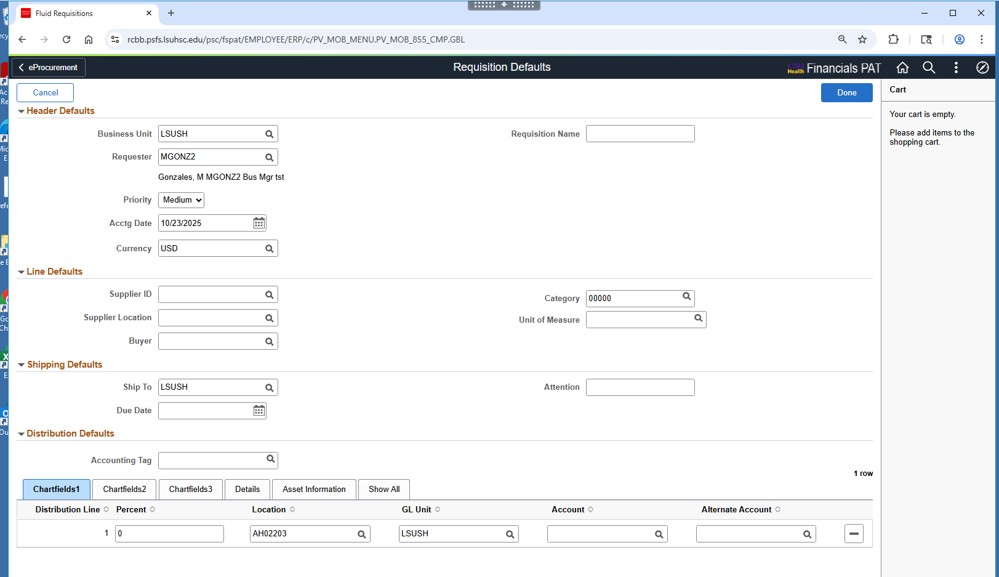 Fluid Requisitions
rcbb.psfs.lsuhsc.edu/psc/fspat/EMPLOYEE/ERP/c/PV_MOB_MENU.PV_MOB_855_CMP.GBL
eProcurement
Requisition Defaults
LSU Health Financials PAT
Cancel
Done
Cart
Your cart is empty.
Please add items to the
shopping cart.
Header Defaults
Business Unit LSUSH
Requisition Name
Requester MGONZ2
Gonzales, M MGONZ2 Bus Mgr tst
Priority Medium
Acctg Date 10/23/2025
Currency USD
Line Defaults
Supplier ID
Category 00000
Supplier Location
Unit of Measure
Buyer
Shipping Defaults
Ship To LSUSH
Attention
Due Date
Distribution Defaults
Accounting Tag
1 row
Chartfields1 Chartfields2 Chartfields3 Details Asset Information Show All
Distribution Line Percent Location GL Unit Account Alternate Account
1 0 AH02203 LSUSH